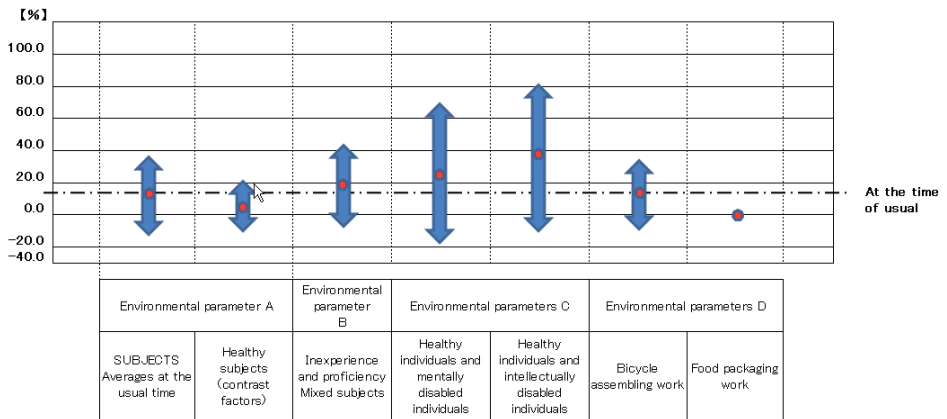 【%】
100.0
80.0
60.0
40.0
20.0
0.0
-20.0
-40.0
At the time
of usual
Environmental parameter A
Environmental
parameter
B
Environmental parameters C
Environmental parameters D
SUBJECTS
Averages at the
usual time
Healthy
subjects
(contrast
factors)
Inexperience
and proficiency
Mixed subjects
Healthy
individuals and
mentally
disabled
individuals
Healthy
individuals and
intellectually
disabled
individuals
Bicycle
assembling work
Food packaging
work